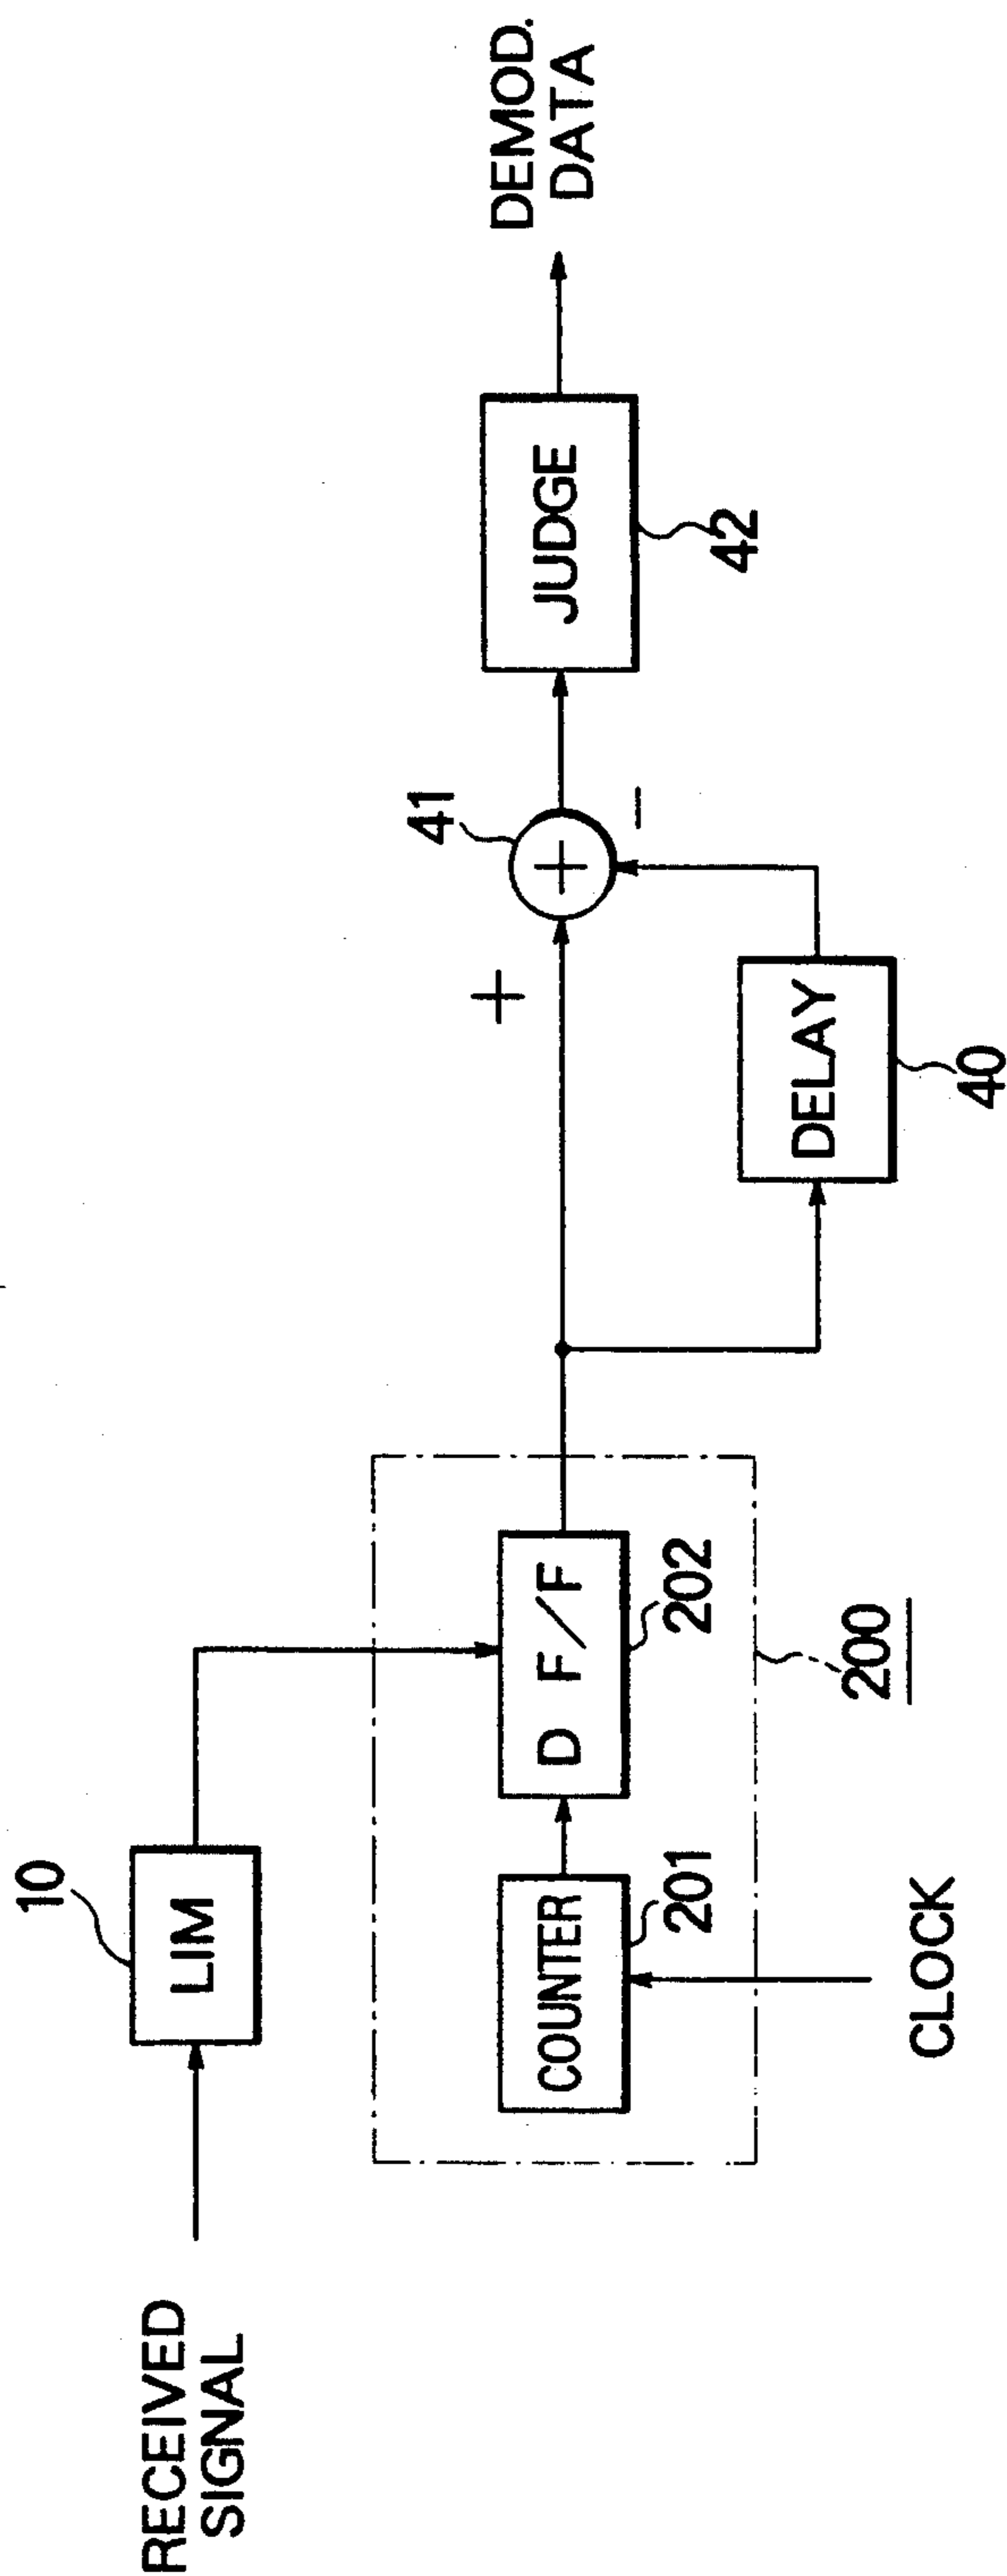 RECEIVED
SIGNAL
10
LIM
COUNTER
201
CLOCK
D F/F
202
200
+
DELAY
40
41
+
-
JUDGE
42
DEMOD.
DATA